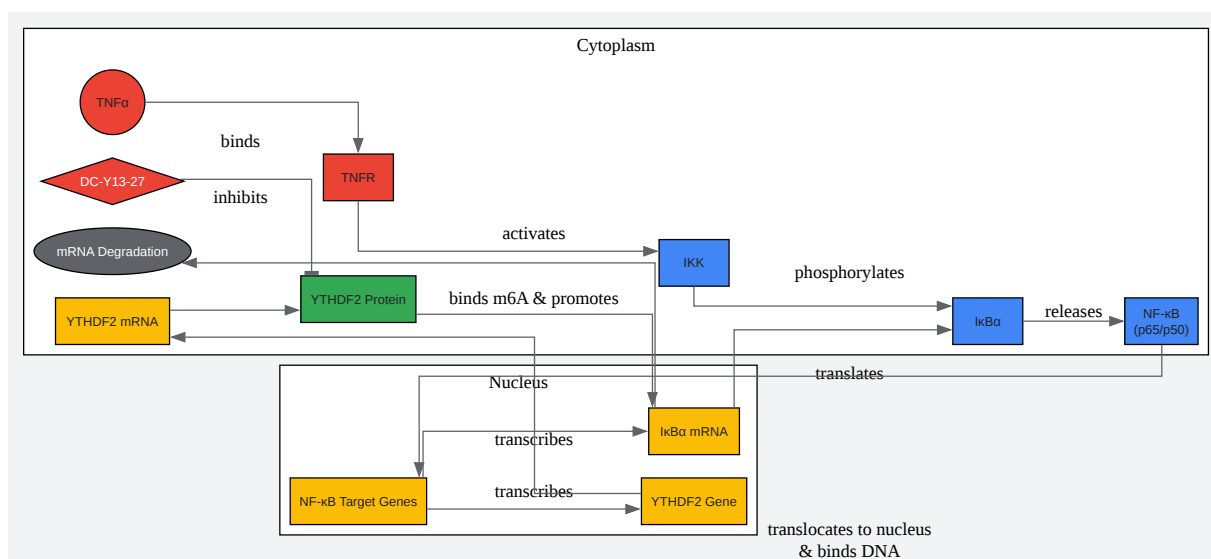 Cytoplasm
TNFα
binds
DC-Y13-27
TNFR
inhibits
activates
mRNA Degradation
IKK
phosphorylates
YTHDF2 Protein
binds m6A & promotes
YTHDF2 mRNA
IκBα
releases
NF-κB
(p65/p50)
translates
Nucleus
IκBα mRNA
transcribes
NF-κB Target Genes
transcribes
YTHDF2 Gene
translocates to nucleus
& binds DNA